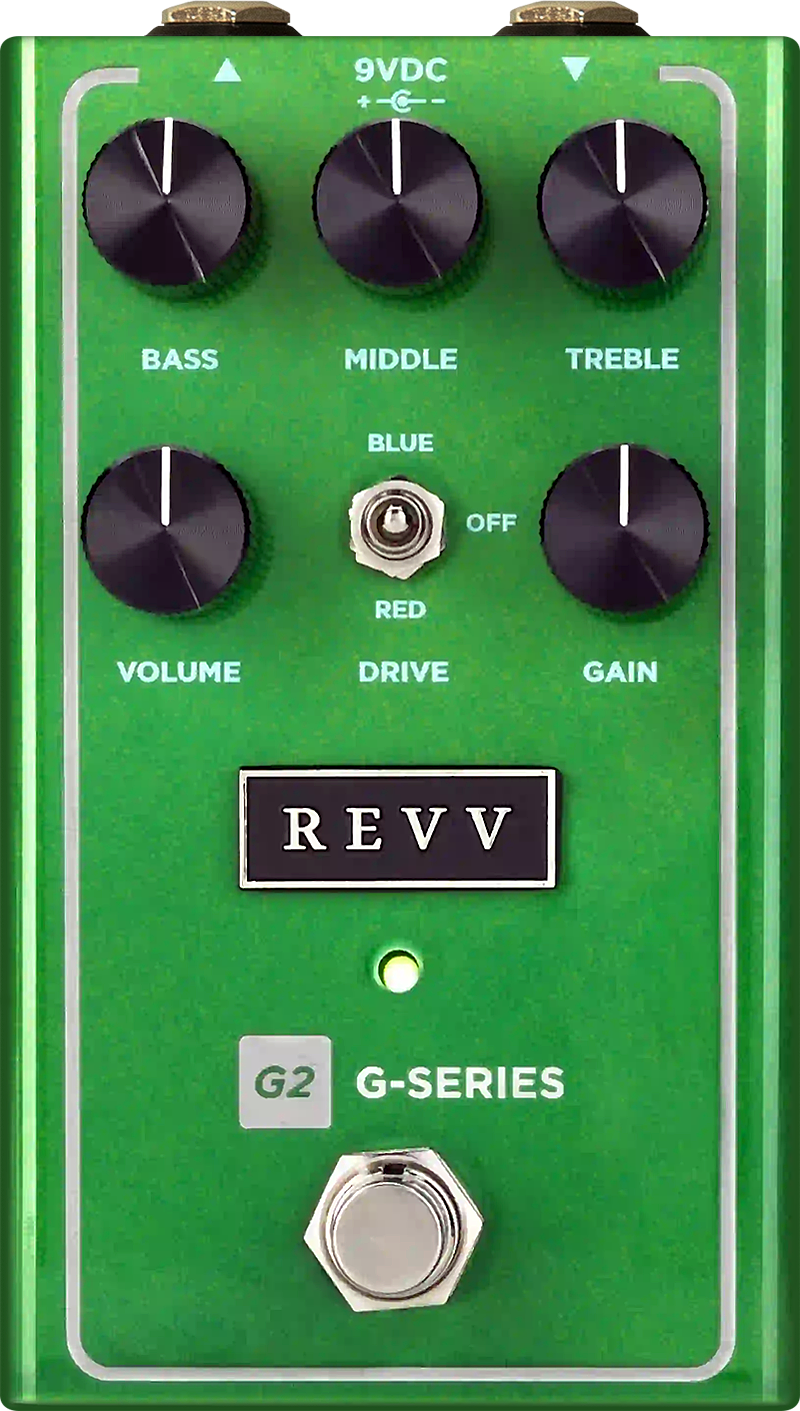 9VDC
+ -
BASS MIDDLE TREBLE
BLUE
OFF
RED
VOLUME DRIVE GAIN
REVV
G2 G-SERIES